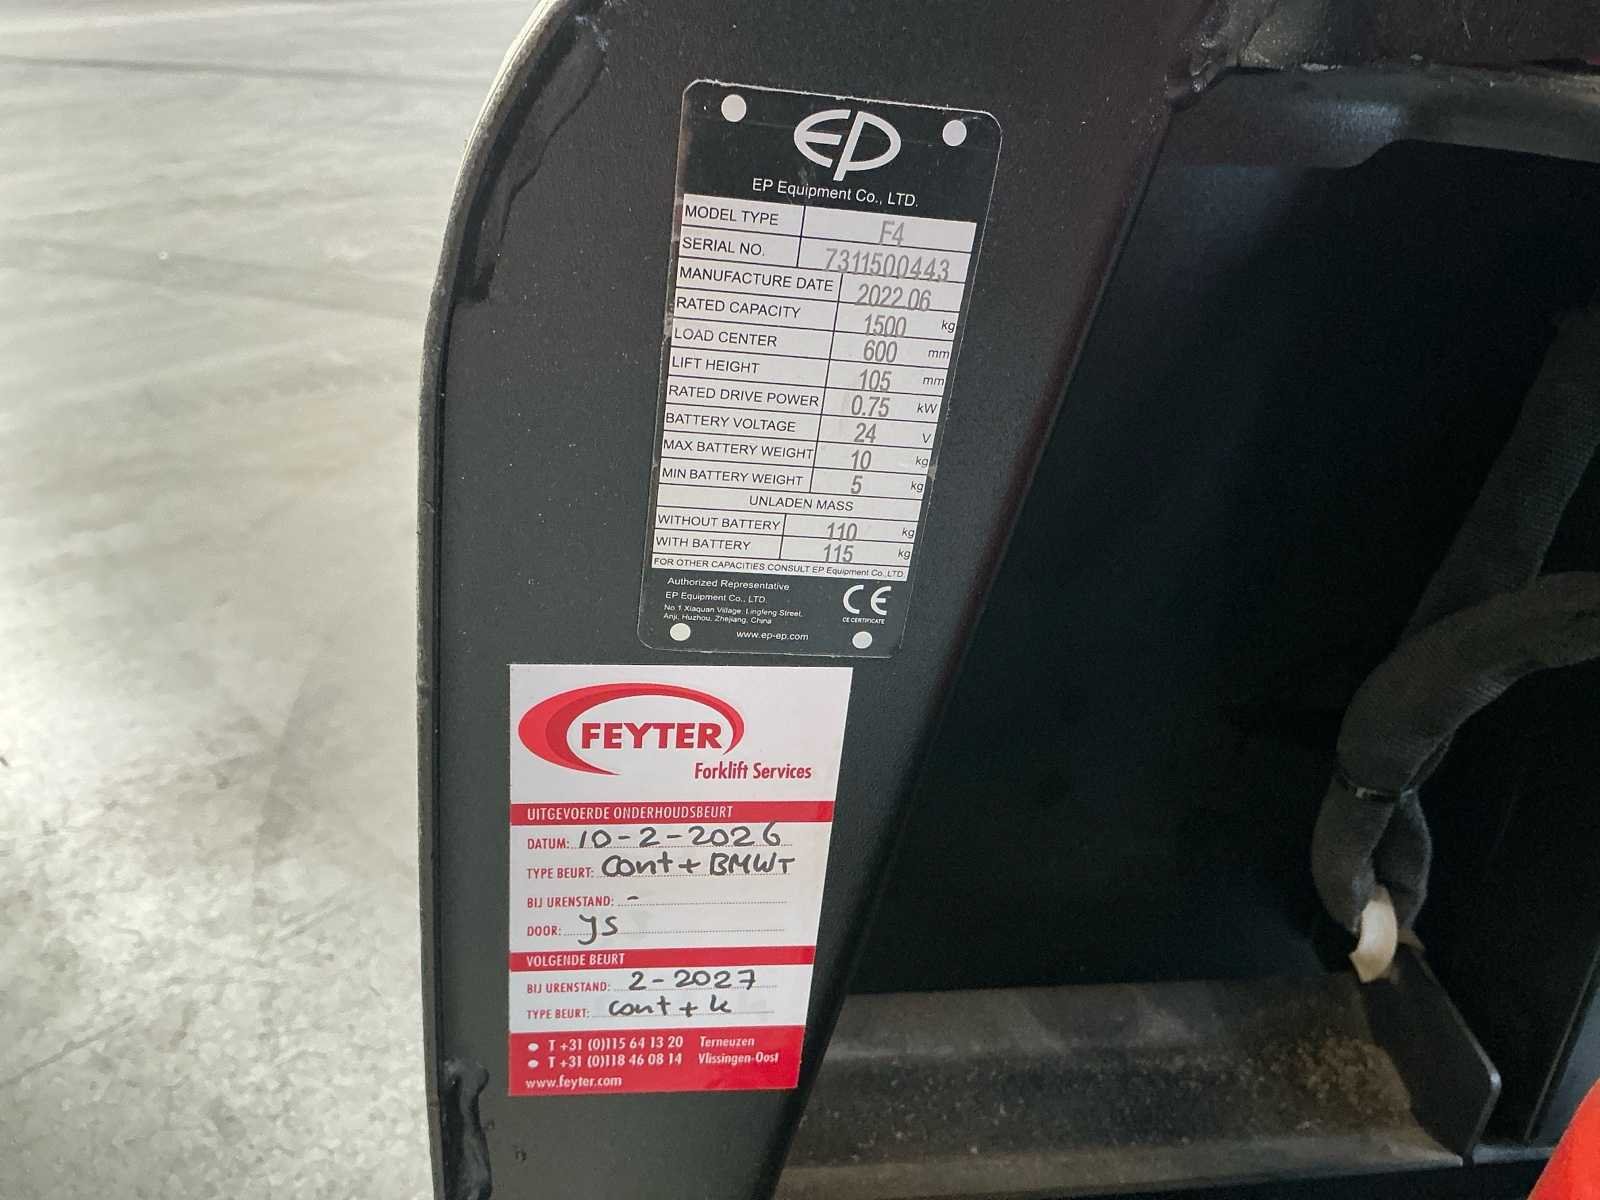 EP
EP Equipment Co., LTD.
MODEL TYPE F4
SERIAL NO. 7311500443
MANUFACTURE DATE 2022.06
RATED CAPACITY 1500 kg
LOAD CENTER 600 mm
LIFT HEIGHT 105 mm
RATED DRIVE POWER 0.75 kW
BATTERY VOLTAGE 24 V
MAX BATTERY WEIGHT 10 kg
MIN BATTERY WEIGHT 5 kg
UNLADEN MASS
WITHOUT BATTERY 110 kg
WITH BATTERY 115 kg
FOR OTHER CAPACITIES CONSULT EP Equipment Co.,LTD
Authorized Representative
EP Equipment Co., LTD.
No.1 Xiaquan Village, Lingfeng Street,
Anji, Huzhou, Zhejiang, China
www.ep-ep.com
CE
CE CERTIFICATE
FEYTER
Forklift Services
UITGEVOERDE ONDERHOUDSBEURT
DATUM: 10-2-2026
TYPE BEURT: cont + BMWT
BIJ URENSTAND: -
DOOR: JS
VOLGENDE BEURT
BIJ URENSTAND: 2-2027
TYPE BEURT: cont + k
T +31 (0)115 64 13 20 Terneuzen
T +31 (0)118 46 08 14 Vlissingen-Oost
www.feyter.com